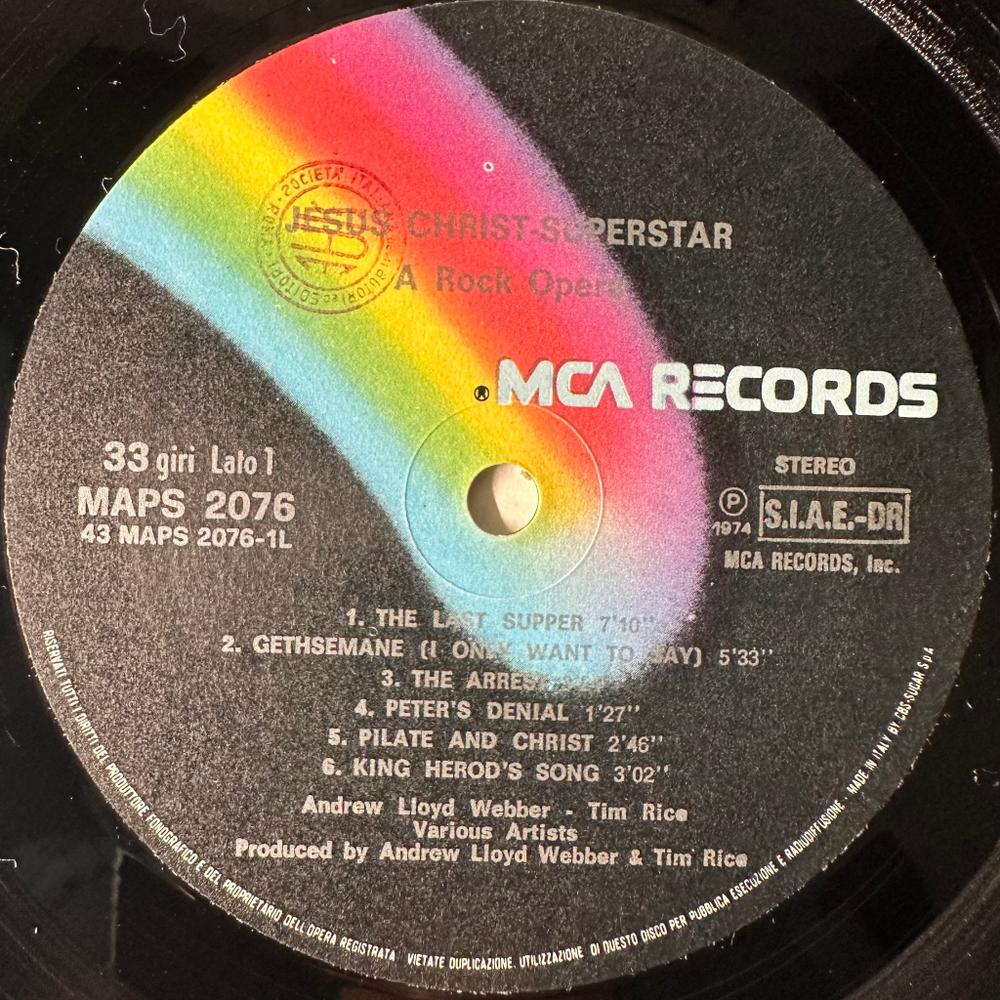 JESUS CHRIST-SUPERSTAR
A Rock Opera
SOCIETA' ITAL
AUTORI ED EDITORI
® MCA RECORDS
33 giri Lato 1
MAPS 2076
43 MAPS 2076-1L
STEREO
℗ 1974 S.I.A.E.-DR
MCA RECORDS, Inc.
1. THE LAST SUPPER 7'10''
2. GETHSEMANE (I ONLY WANT TO SAY) 5'33''
3. THE ARREST
4. PETER'S DENIAL 1'27''
5. PILATE AND CHRIST 2'46''
6. KING HEROD'S SONG 3'02''
Andrew Lloyd Webber - Tim Rice
Various Artists
Produced by Andrew Lloyd Webber & Tim Rice
RISERVATI TUTTI I DIRITTI DEL PRODUTTORE FONOGRAFICO E DEL PROPRIETARIO DELL'OPERA REGISTRATA VIETATE DUPLICAZIONE. UTILIZZAZIONE DI QUESTO DISCO PER PUBBLICA ESECUZIONE E RADIODIFFUSIONE - MADE IN ITALY BY CBS-SUGAR S p A